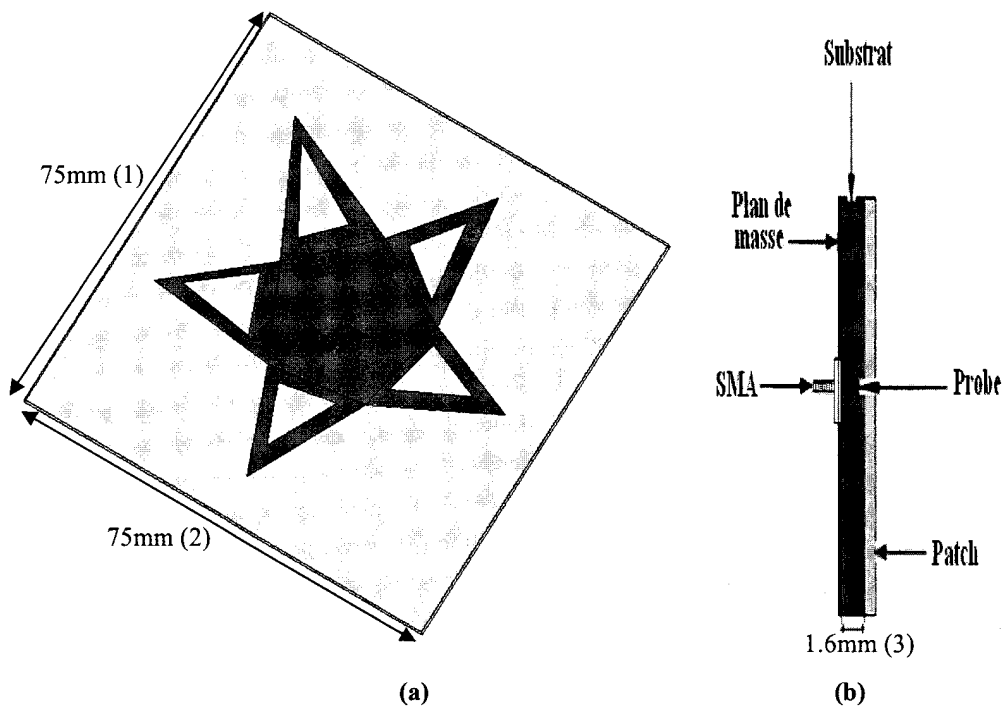 75mm (1)
75mm (2)
(a)
Substrat
Plan de
masse
SMA
Probe
Patch
1.6mm (3)
(b)